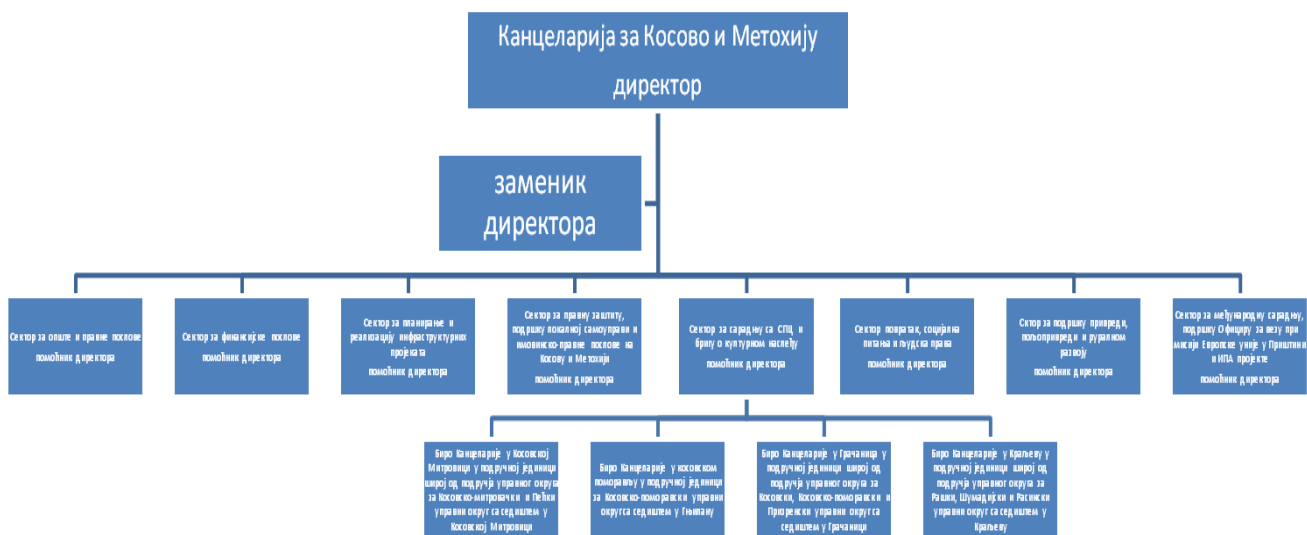 Канцеларија за Косово и Метохију
директор
заменик
директора
Сектор за опште и правне послове
помоћник директора
Сектор за финансијске послове
помоћник директора
Сектор за планирање и
реализацију инфраструктурних
пројеката
помоћник директора
Сектор за правну заштиту,
подршку локалној самоуправи и
имовинско-правне послове на
Косову и Метохији
помоћник директора
Сектор за сарадњу са СПЦ и
бригу о културном наслеђу
помоћник директора
Сектор повратак, социјална
питања и људска права
помоћник директора
Сктор за подршку привреди,
пољопривреди и руралном
развоју
помоћник директора
Сектор за међународну сарадњу,
подршку Официру за везу при
мисији Европске уније у Приштини
и ИПА пројекте
помоћник директора
Биро Канцеларије у Косовској
Митровици у подручној јединици
широј од подручја управног округа
за Косовско-митровачки и Пећки
управни округ са седиштем у
Косовској Митровици
Биро Канцеларије у косовском
поморављу у подручној јединици
за Косовско-поморавски управни
округ са седиштем у Гњилану
Биро Канцеларије у Грачаница у
подручној јединици широј од
подручја управног округа за
Косовски, Косовско-поморавски и
Призренски управни округ са
седиштем у Грачаници
Биро Канцеларије у Краљеву у
подручној јединици широј од
подручја управног округа за
Рашки, Шумадијски и Расински
управни округ са седиштем у
Краљеву